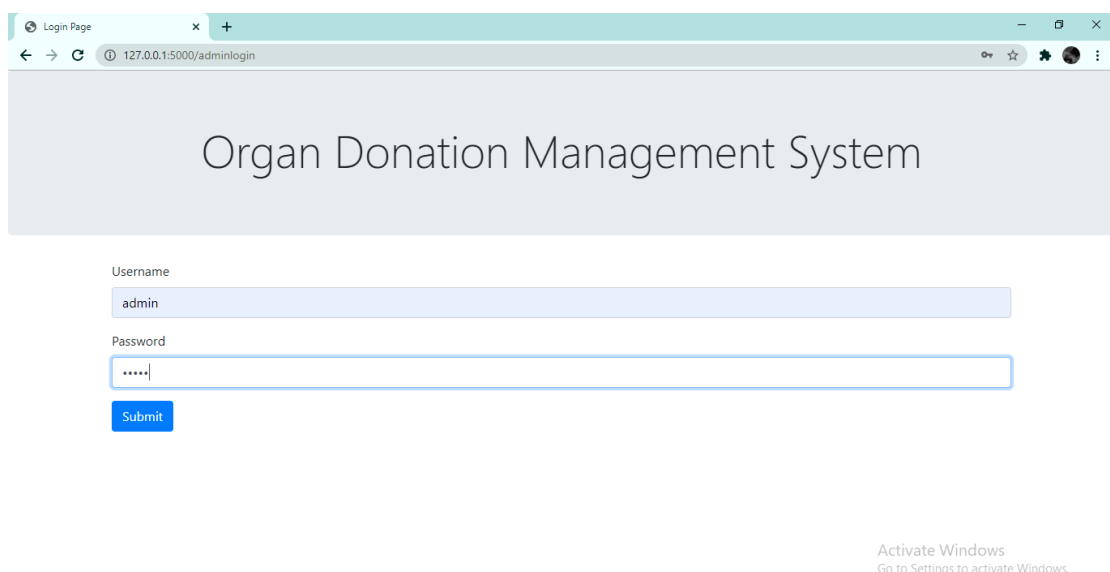 Login Page
127.0.0.1:5000/adminlogin
Organ Donation Management System
Username
admin
Password
•••••
Submit
Activate Windows
Go to Settings to activate Windows.